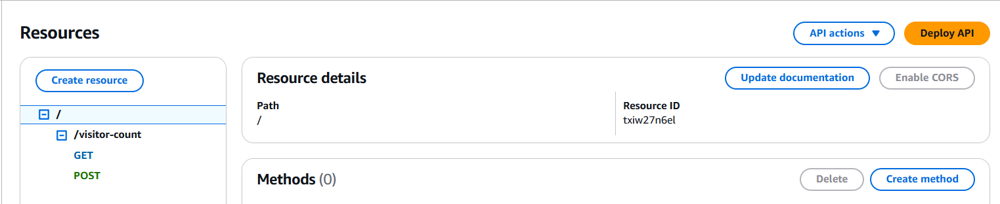 Resources
API actions
Deploy API
Create resource
/
/visitor-count
GET
POST
Resource details
Update documentation
Enable CORS
Path
/
Resource ID
txiw27n6el
Methods (0)
Delete
Create method